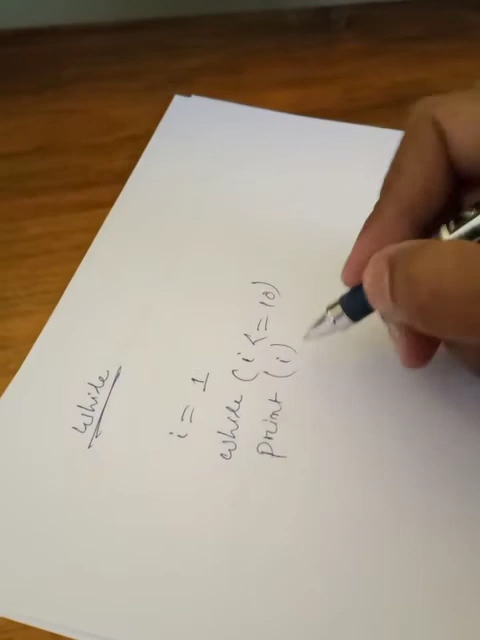 While
i = 1
while (i <= 10)
print (i)